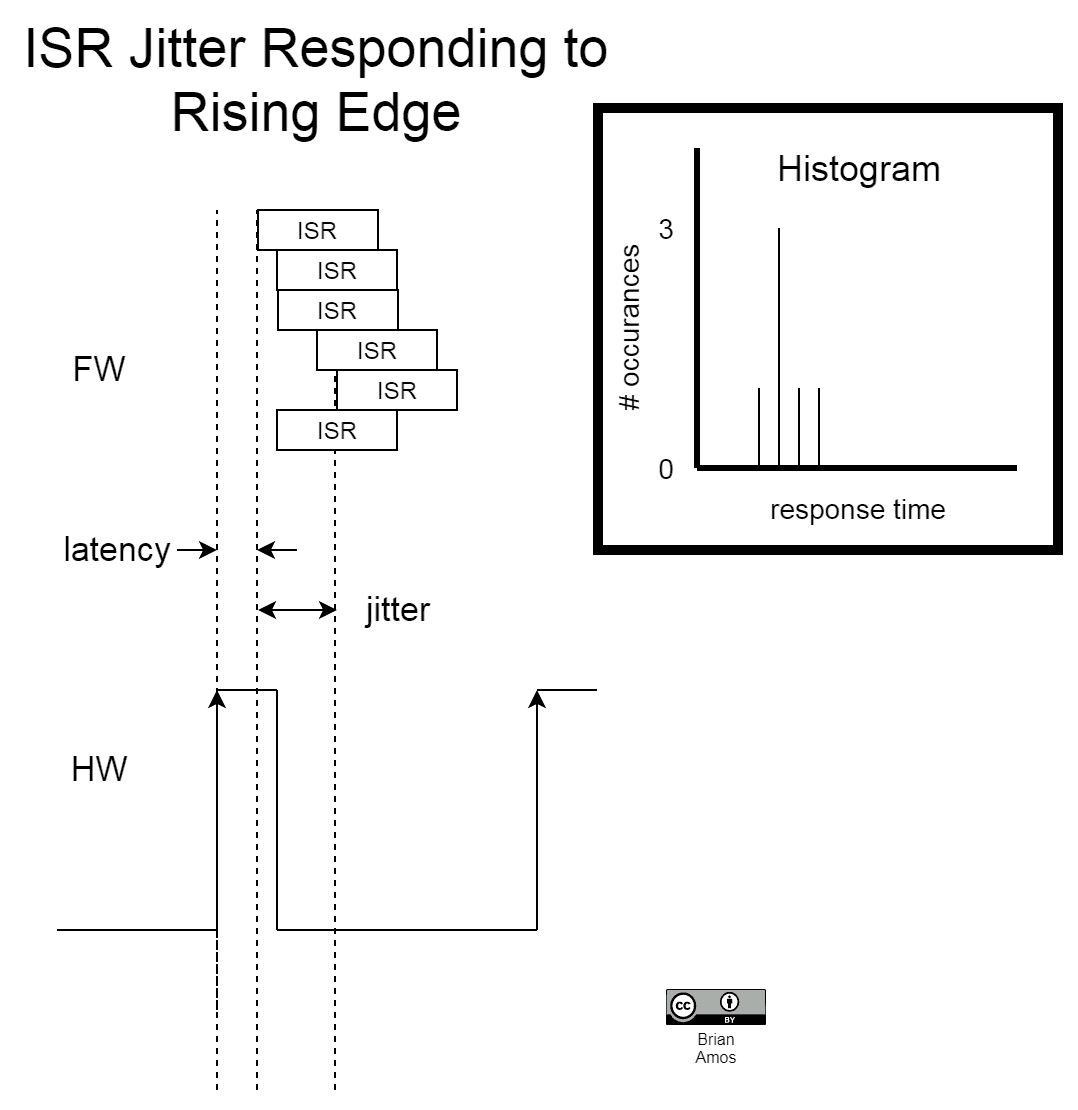 ISR Jitter Responding to
Rising Edge
Histogram
3
# occurances
0
response time
ISR
ISR
ISR
ISR
ISR
ISR
FW
latency
jitter
HW
cc
BY
Brian
Amos